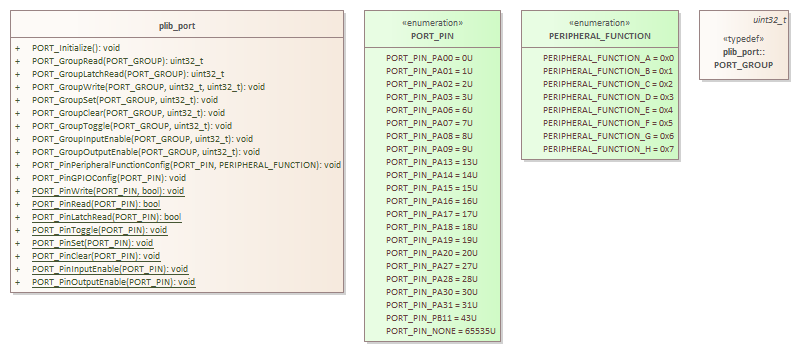 plib_port
+ PORT_Initialize(): void
+ PORT_GroupRead(PORT_GROUP): uint32_t
+ PORT_GroupLatchRead(PORT_GROUP): uint32_t
+ PORT_GroupWrite(PORT_GROUP, uint32_t, uint32_t): void
+ PORT_GroupSet(PORT_GROUP, uint32_t): void
+ PORT_GroupClear(PORT_GROUP, uint32_t): void
+ PORT_GroupToggle(PORT_GROUP, uint32_t): void
+ PORT_GroupInputEnable(PORT_GROUP, uint32_t): void
+ PORT_GroupOutputEnable(PORT_GROUP, uint32_t): void
+ PORT_PinPeripheralFunctionConfig(PORT_PIN, PERIPHERAL_FUNCTION): void
+ PORT_PinGPIOConfig(PORT_PIN): void
+ PORT_PinWrite(PORT_PIN, bool): void
+ PORT_PinRead(PORT_PIN): bool
+ PORT_PinLatchRead(PORT_PIN): bool
+ PORT_PinToggle(PORT_PIN): void
+ PORT_PinSet(PORT_PIN): void
+ PORT_PinClear(PORT_PIN): void
+ PORT_PinInputEnable(PORT_PIN): void
+ PORT_PinOutputEnable(PORT_PIN): void
«enumeration»
PORT_PIN
PORT_PIN_PA00 = 0U
PORT_PIN_PA01 = 1U
PORT_PIN_PA02 = 2U
PORT_PIN_PA03 = 3U
PORT_PIN_PA06 = 6U
PORT_PIN_PA07 = 7U
PORT_PIN_PA08 = 8U
PORT_PIN_PA09 = 9U
PORT_PIN_PA13 = 13U
PORT_PIN_PA14 = 14U
PORT_PIN_PA15 = 15U
PORT_PIN_PA16 = 16U
PORT_PIN_PA17 = 17U
PORT_PIN_PA18 = 18U
PORT_PIN_PA19 = 19U
PORT_PIN_PA20 = 20U
PORT_PIN_PA27 = 27U
PORT_PIN_PA28 = 28U
PORT_PIN_PA30 = 30U
PORT_PIN_PA31 = 31U
PORT_PIN_PB11 = 43U
PORT_PIN_NONE = 65535U
«enumeration»
PERIPHERAL_FUNCTION
PERIPHERAL_FUNCTION_A = 0x0
PERIPHERAL_FUNCTION_B = 0x1
PERIPHERAL_FUNCTION_C = 0x2
PERIPHERAL_FUNCTION_D = 0x3
PERIPHERAL_FUNCTION_E = 0x4
PERIPHERAL_FUNCTION_F = 0x5
PERIPHERAL_FUNCTION_G = 0x6
PERIPHERAL_FUNCTION_H = 0x7
uint32_t
«typedef»
plib_port::
PORT_GROUP